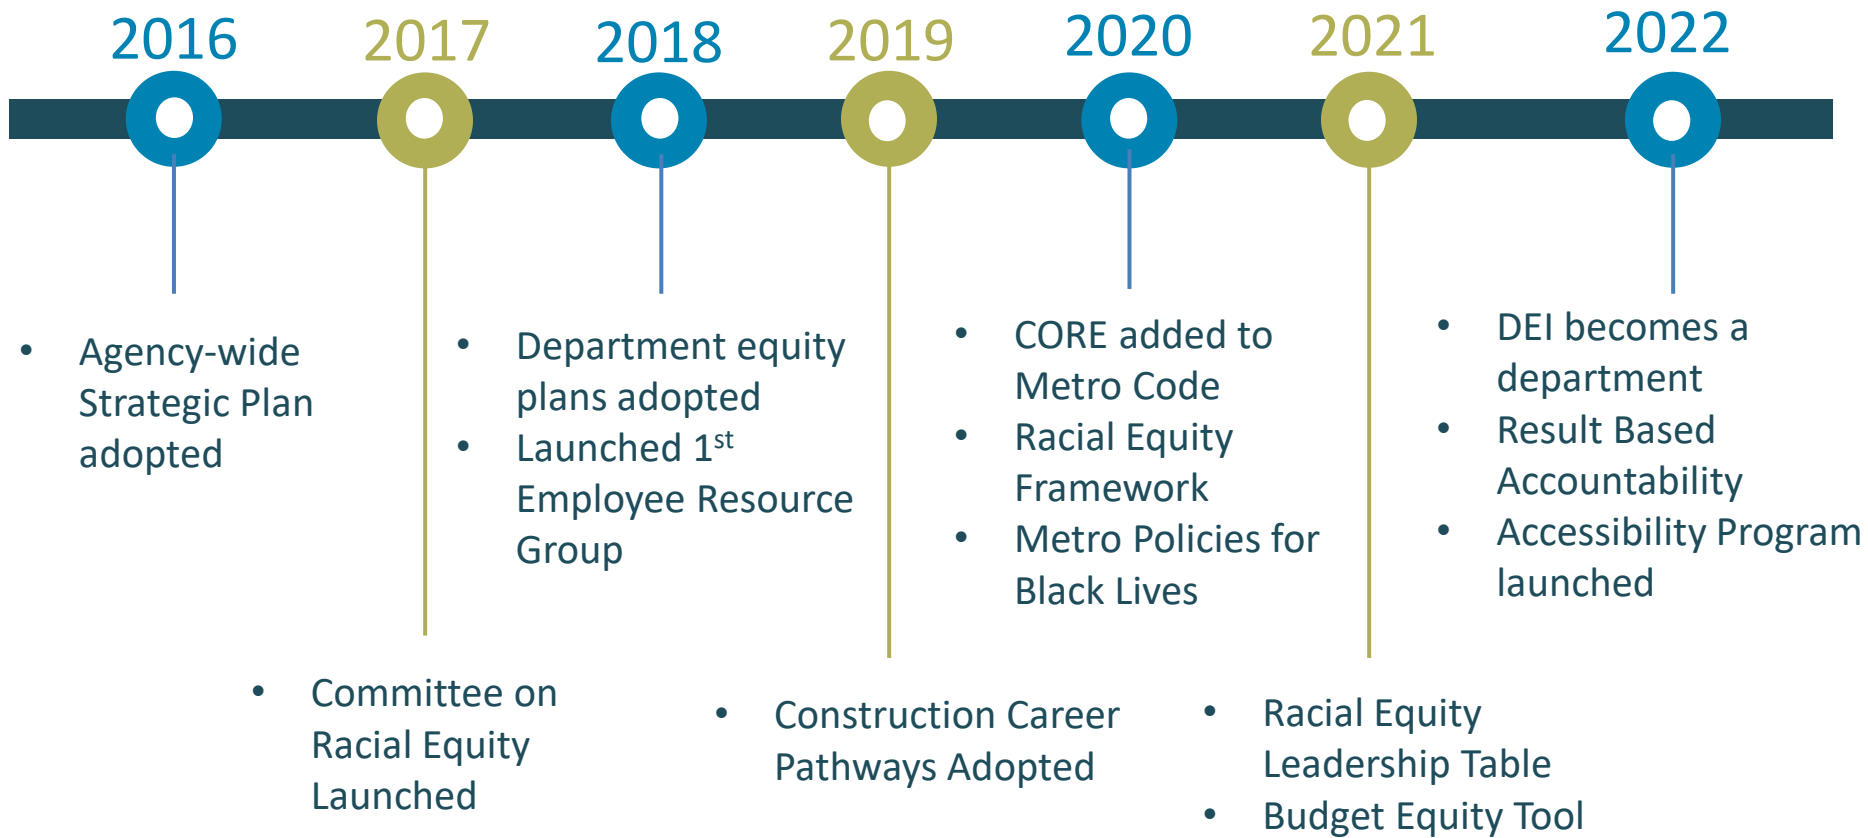 2016
2017
2018
2019
2020
2021
2022
• Agency-wide
Strategic Plan
adopted
• Committee on
Racial Equity
Launched
• Department equity
plans adopted
• Launched 1st
Employee Resource
Group
• Construction Career
Pathways Adopted
• CORE added to
Metro Code
• Racial Equity
Framework
• Metro Policies for
Black Lives
• Racial Equity
Leadership Table
• Budget Equity Tool
• DEI becomes a
department
• Result Based
Accountability
• Accessibility Program
launched